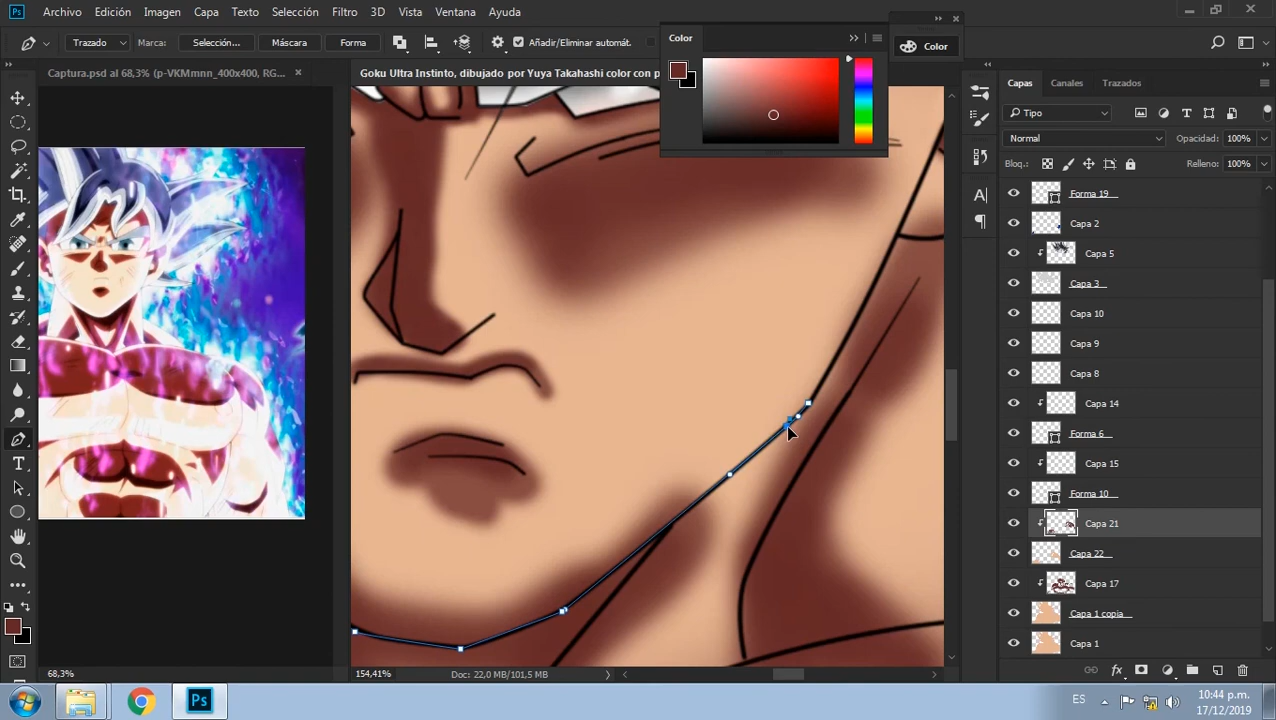 Ps Archivo Edición Imagen Capa Texto Selección Filtro 3D Vista Ventana Ayuda
Trazado Marca: Selección... Máscara Forma Añadir/Eliminar automát.
Color
Color
Captura.psd al 68,3% (p-VKMmnn_400x400, RG...
Goku Ultra Instinto, dibujado por Yuya Takahashi color con p
Capas Canales Trazados
Tipo
Normal Opacidad: 100%
Bloq.: Relleno: 100%
Forma 19
Capa 2
Capa 5
Capa 3
Capa 10
Capa 9
Capa 8
Capa 14
Forma 6
Capa 15
Forma 10
Capa 21
Capa 22
Capa 17
Capa 1 copia
Capa 1
68,3%
154,41% Doc: 22,0 MB/101,5 MB
Ps
ES
10:44 p.m.
17/12/2019